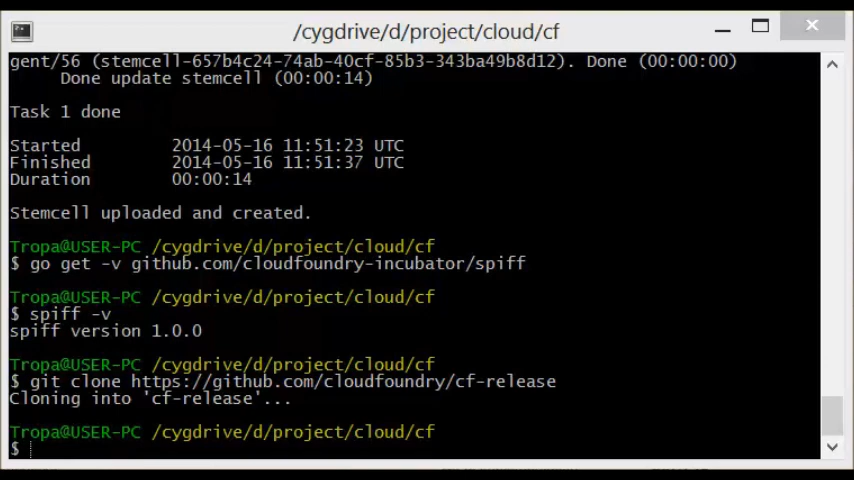 /cygdrive/d/project/cloud/cf
gent/56 (stemcell-657b4c24-74ab-40cf-85b3-343ba49b8d12). Done (00:00:00)
Done update stemcell (00:00:14)
Task 1 done
Started 2014-05-16 11:51:23 UTC
Finished 2014-05-16 11:51:37 UTC
Duration 00:00:14
Stemcell uploaded and created.
Tropa@USER-PC /cygdrive/d/project/cloud/cf
$ go get -v github.com/cloudfoundry-incubator/spiff
Tropa@USER-PC /cygdrive/d/project/cloud/cf
$ spiff -v
spiff version 1.0.0
Tropa@USER-PC /cygdrive/d/project/cloud/cf
$ git clone https://github.com/cloudfoundry/cf-release
Cloning into 'cf-release'...
Tropa@USER-PC /cygdrive/d/project/cloud/cf
$